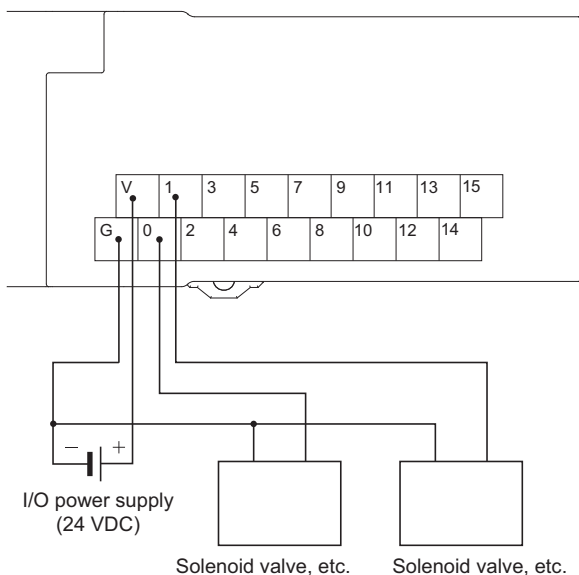 V 1 3 5 7 9 11 13 15
G 0 2 4 6 8 10 12 14
− +
I/O power supply
(24 VDC)
Solenoid valve, etc. Solenoid valve, etc.